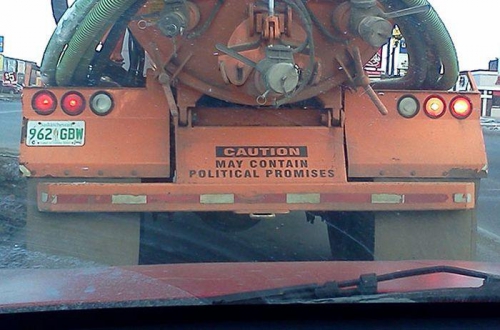 962 GBW
CAUTION
MAY CONTAIN
POLITICAL PROMISES